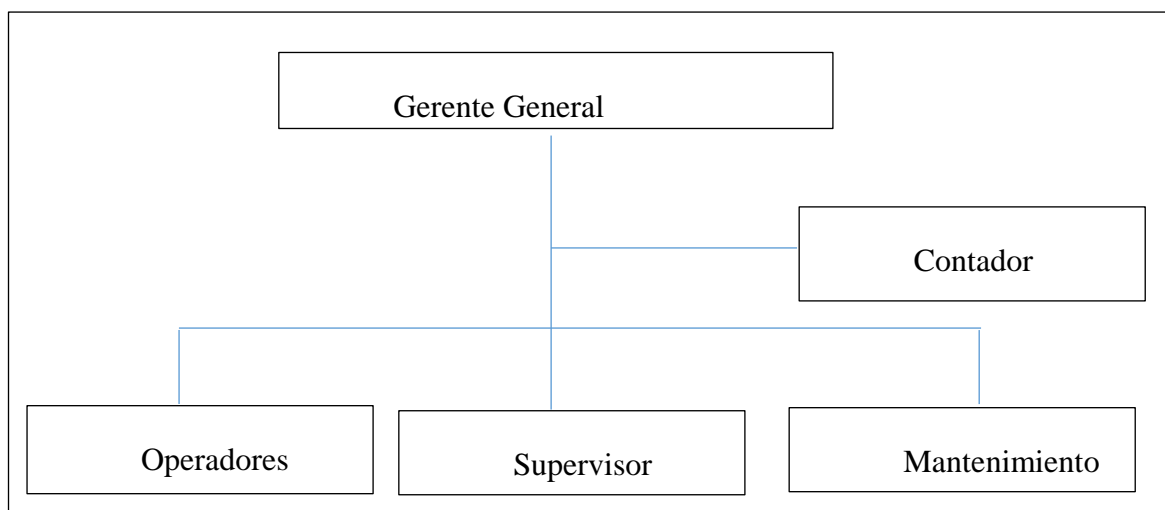 Gerente General
Contador
Operadores
Supervisor
Mantenimiento